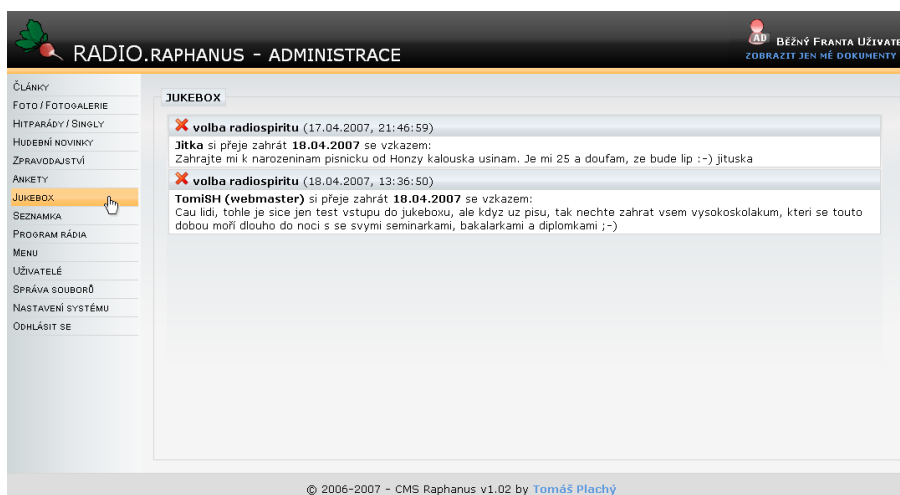 RADIO.RAPHANUS - ADMINISTRACE
AD
BĚŽNÝ FRANTA UŽIVATE
ZOBRAZIT JEN MÉ DOKUMENTY
ČLÁNKY
FOTO / FOTOGALERIE
HITPARÁDY / SINGLY
HUDEBNÍ NOVINKY
ZPRAVODAJSTVÍ
ANKETY
JUKEBOX
SEZNAMKA
PROGRAM RÁDIA
MENU
UŽIVATELÉ
SPRÁVA SOUBORŮ
NASTAVENÍ SYSTÉMU
ODHLÁSIT SE
JUKEBOX
volba radiospiritu (17.04.2007, 21:46:59)
Jitka si přeje zahrát 18.04.2007 se vzkazem:
Zahrajte mi k narozeninam pisnicku od Honzy kalouska usinam. Je mi 25 a doufam, ze bude lip :-) jituska
volba radiospiritu (18.04.2007, 13:36:50)
TomiSH (webmaster) si přeje zahrát 18.04.2007 se vzkazem:
Cau lidi, tohle je sice jen test vstupu do jukeboxu, ale kdyz uz pisu, tak nechte zahrat vsem vysokoskolakum, kteri se touto
dobou moří dlouho do noci s se svymi seminarkami, bakalarkami a diplomkami ;-)
© 2006-2007 - CMS Raphanus v1.02 by Tomáš Plachý